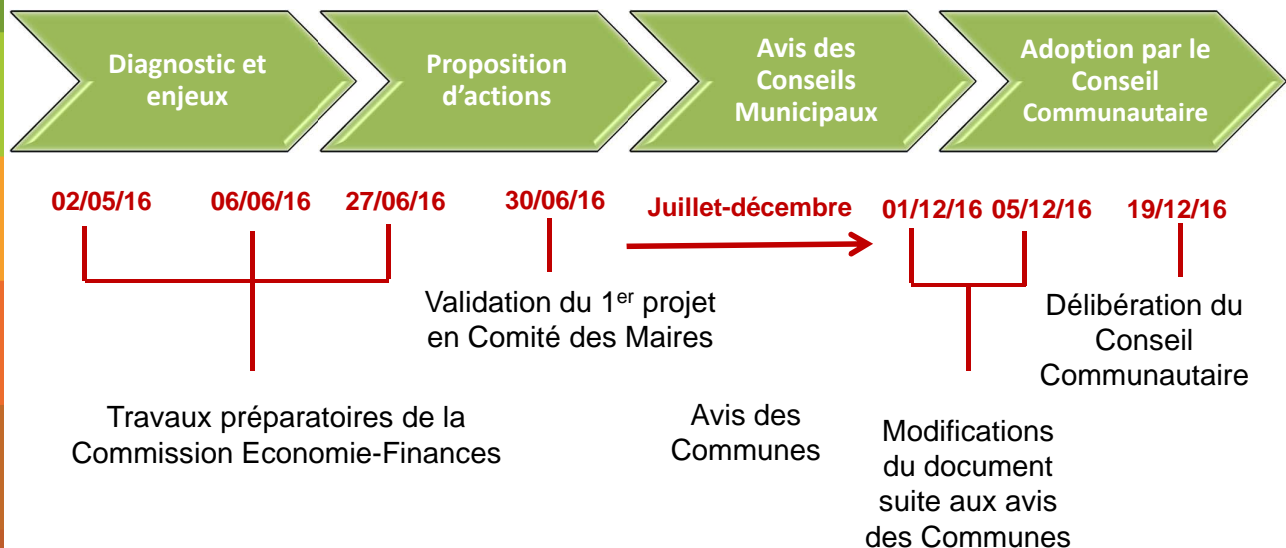 Diagnostic et
enjeux
Proposition
d'actions
Avis des
Conseils
Municipaux
Adoption par le
Conseil
Communautaire
02/05/16 06/06/16 27/06/16 30/06/16 Juillet-décembre 01/12/16 05/12/16 19/12/16
Validation du 1er projet
en Comité des Maires
Délibération du
Conseil
Communautaire
Travaux préparatoires de la
Commission Economie-Finances
Avis des
Communes
Modifications
du document
suite aux avis
des Communes